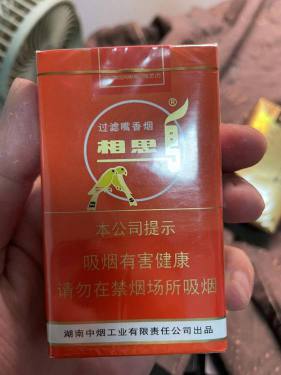 过滤嘴香烟
相思鸟
®
本公司提示
吸烟有害健康
请勿在禁烟场所吸烟
湖南中烟工业有限责任公司出品